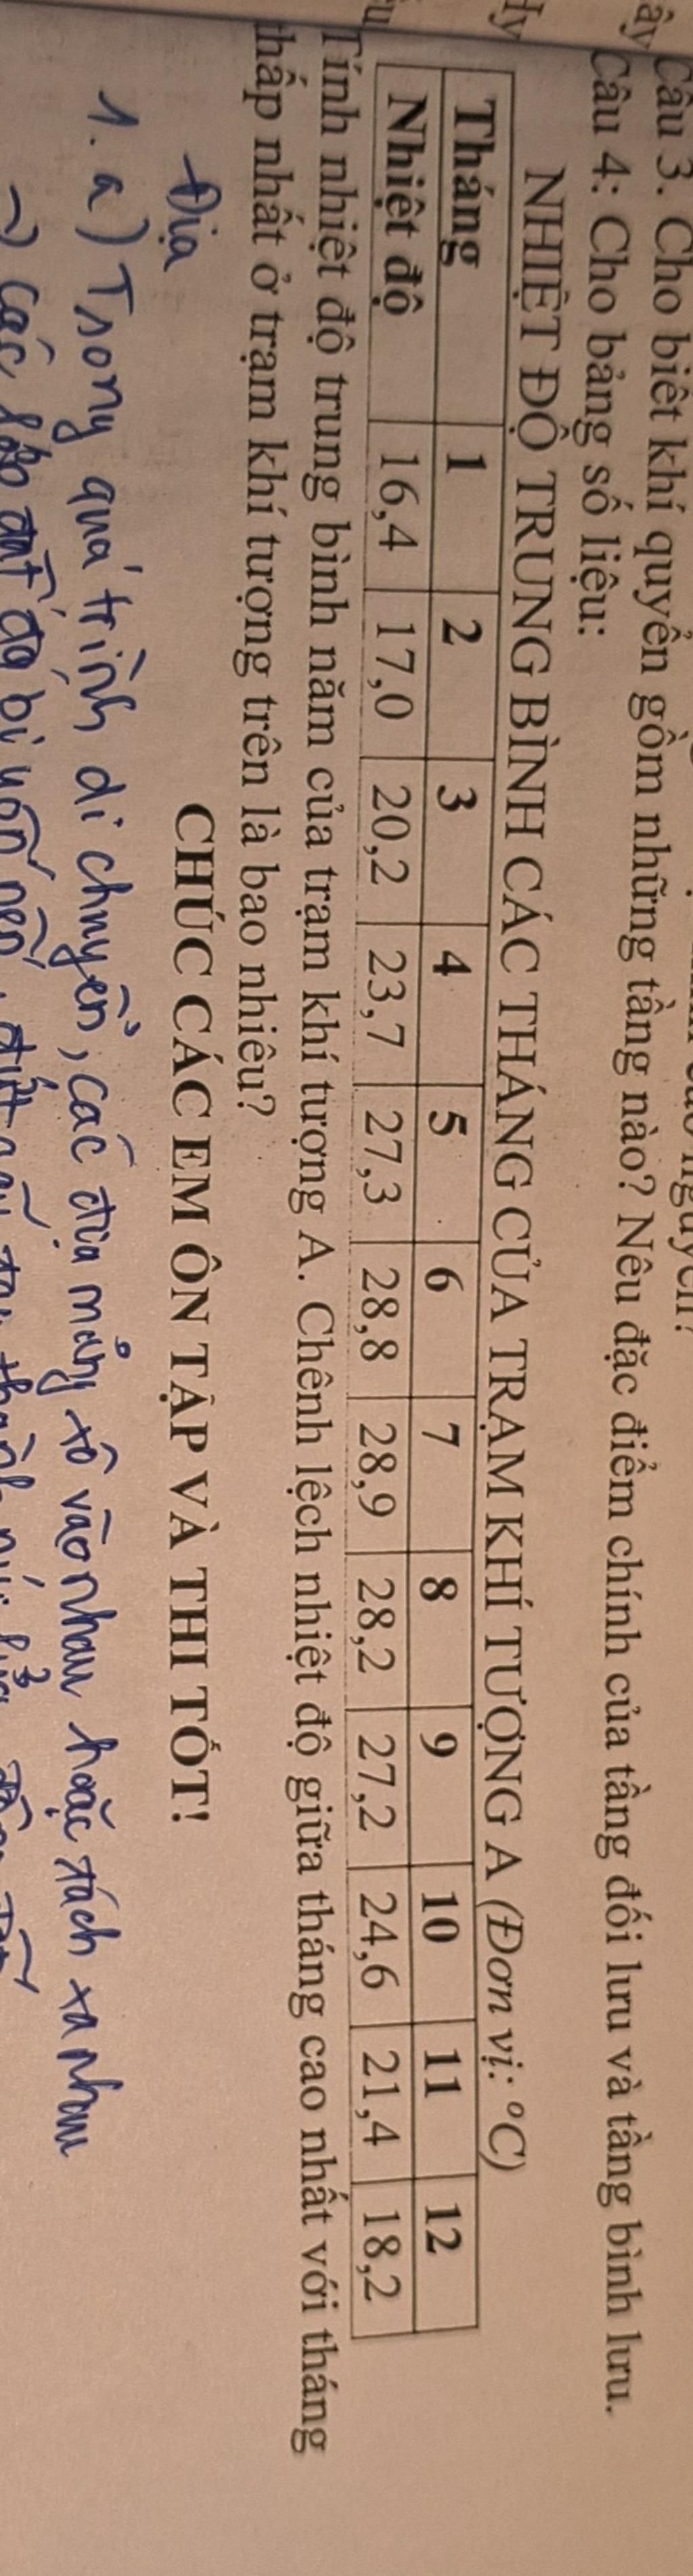 Câu 3. Cho biết khí quyển gồm những tầng nào? Nêu đặc điểm chính của tầng đối lưu và tầng bình lưu.
Câu 4: Cho bảng số liệu:
NHIỆT ĐỘ TRUNG BÌNH CÁC THÁNG CỦA TRẠM KHÍ TƯỢNG A (Đơn vị: °C)
Tháng 1 2 3 4 5 6 7 8 9 10 11 12
Nhiệt độ 16,4 17,0 20,2 23,7 27,3 28,8 28,9 28,2 27,2 24,6 21,4 18,2
Tính nhiệt độ trung bình năm của trạm khí tượng A. Chênh lệch nhiệt độ giữa tháng cao nhất với tháng
thấp nhất ở trạm khí tượng trên là bao nhiêu?
CHÚC CÁC EM ÔN TẬP VÀ THI TỐT!
Địa
1. a) Trong quá trình di chuyển, các địa mảng xô vào nhau hoặc tách xa nhau
→ Các đất đá bị uốn nếp,